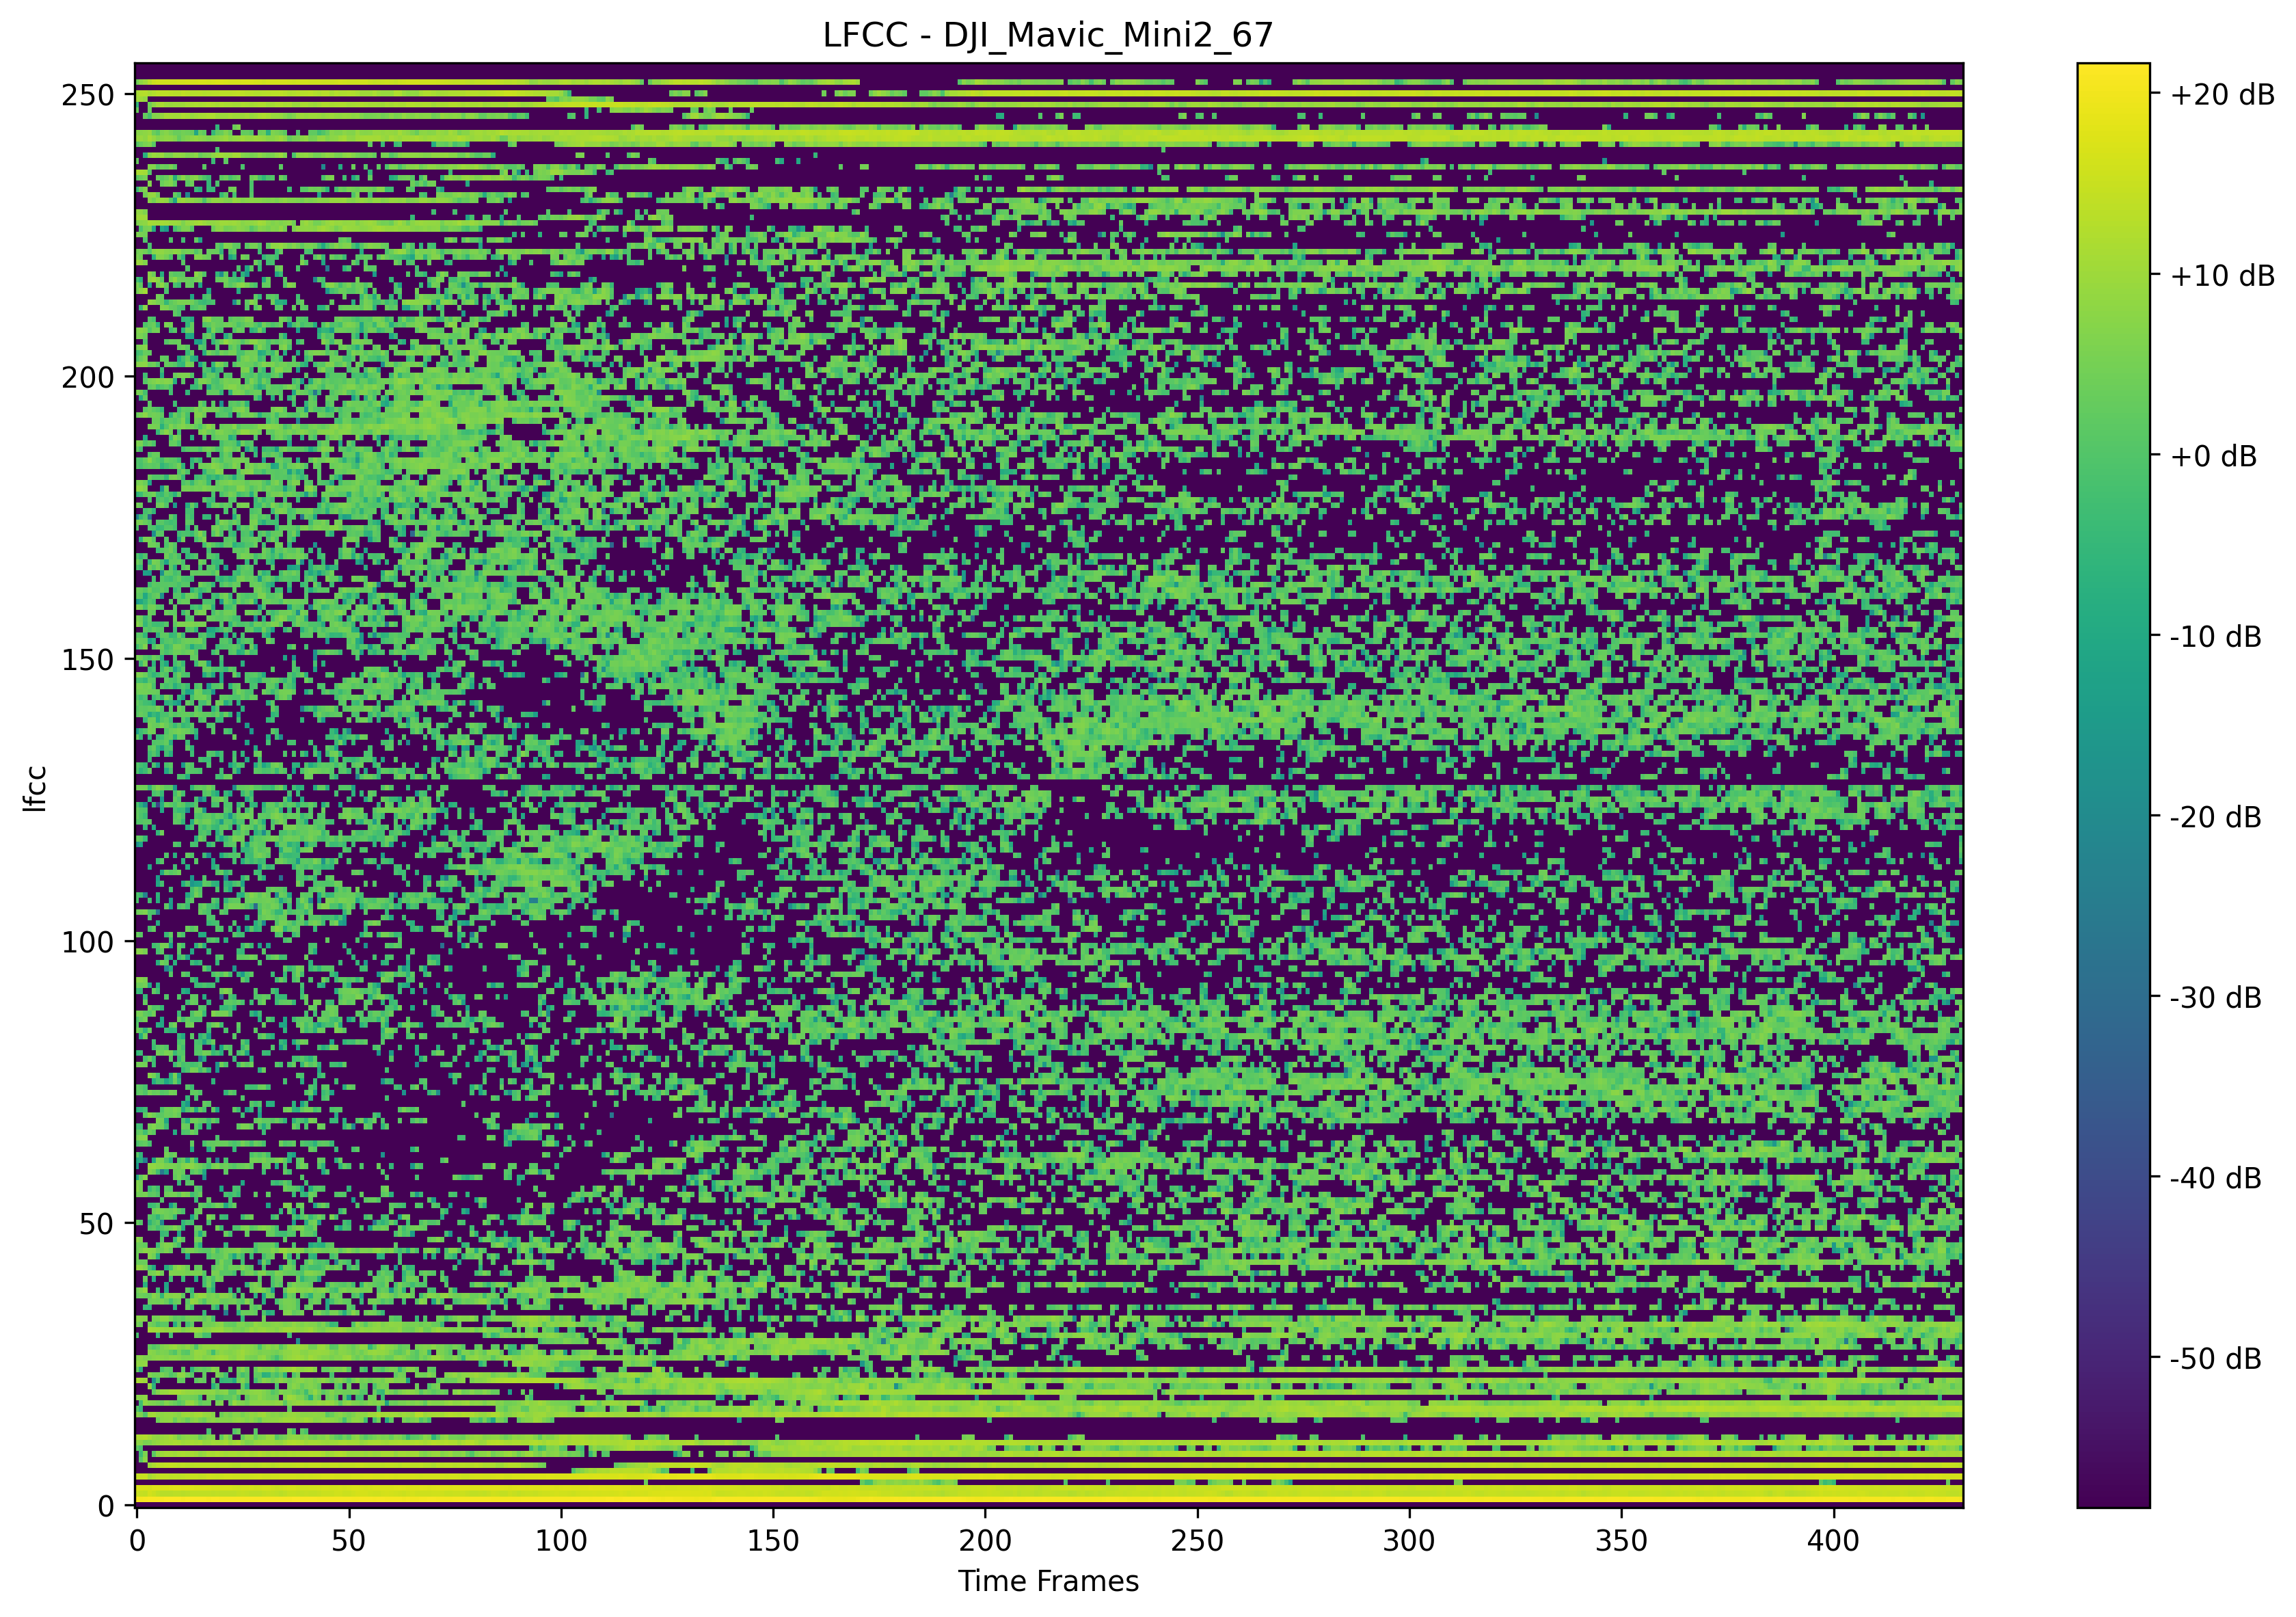 LFCC - DJI_Mavic_Mini2_67
250
200
150
100
50
0
lfcc
0 50 100 150 200 250 300 350 400
Time Frames
+20 dB
+10 dB
+0 dB
-10 dB
-20 dB
-30 dB
-40 dB
-50 dB